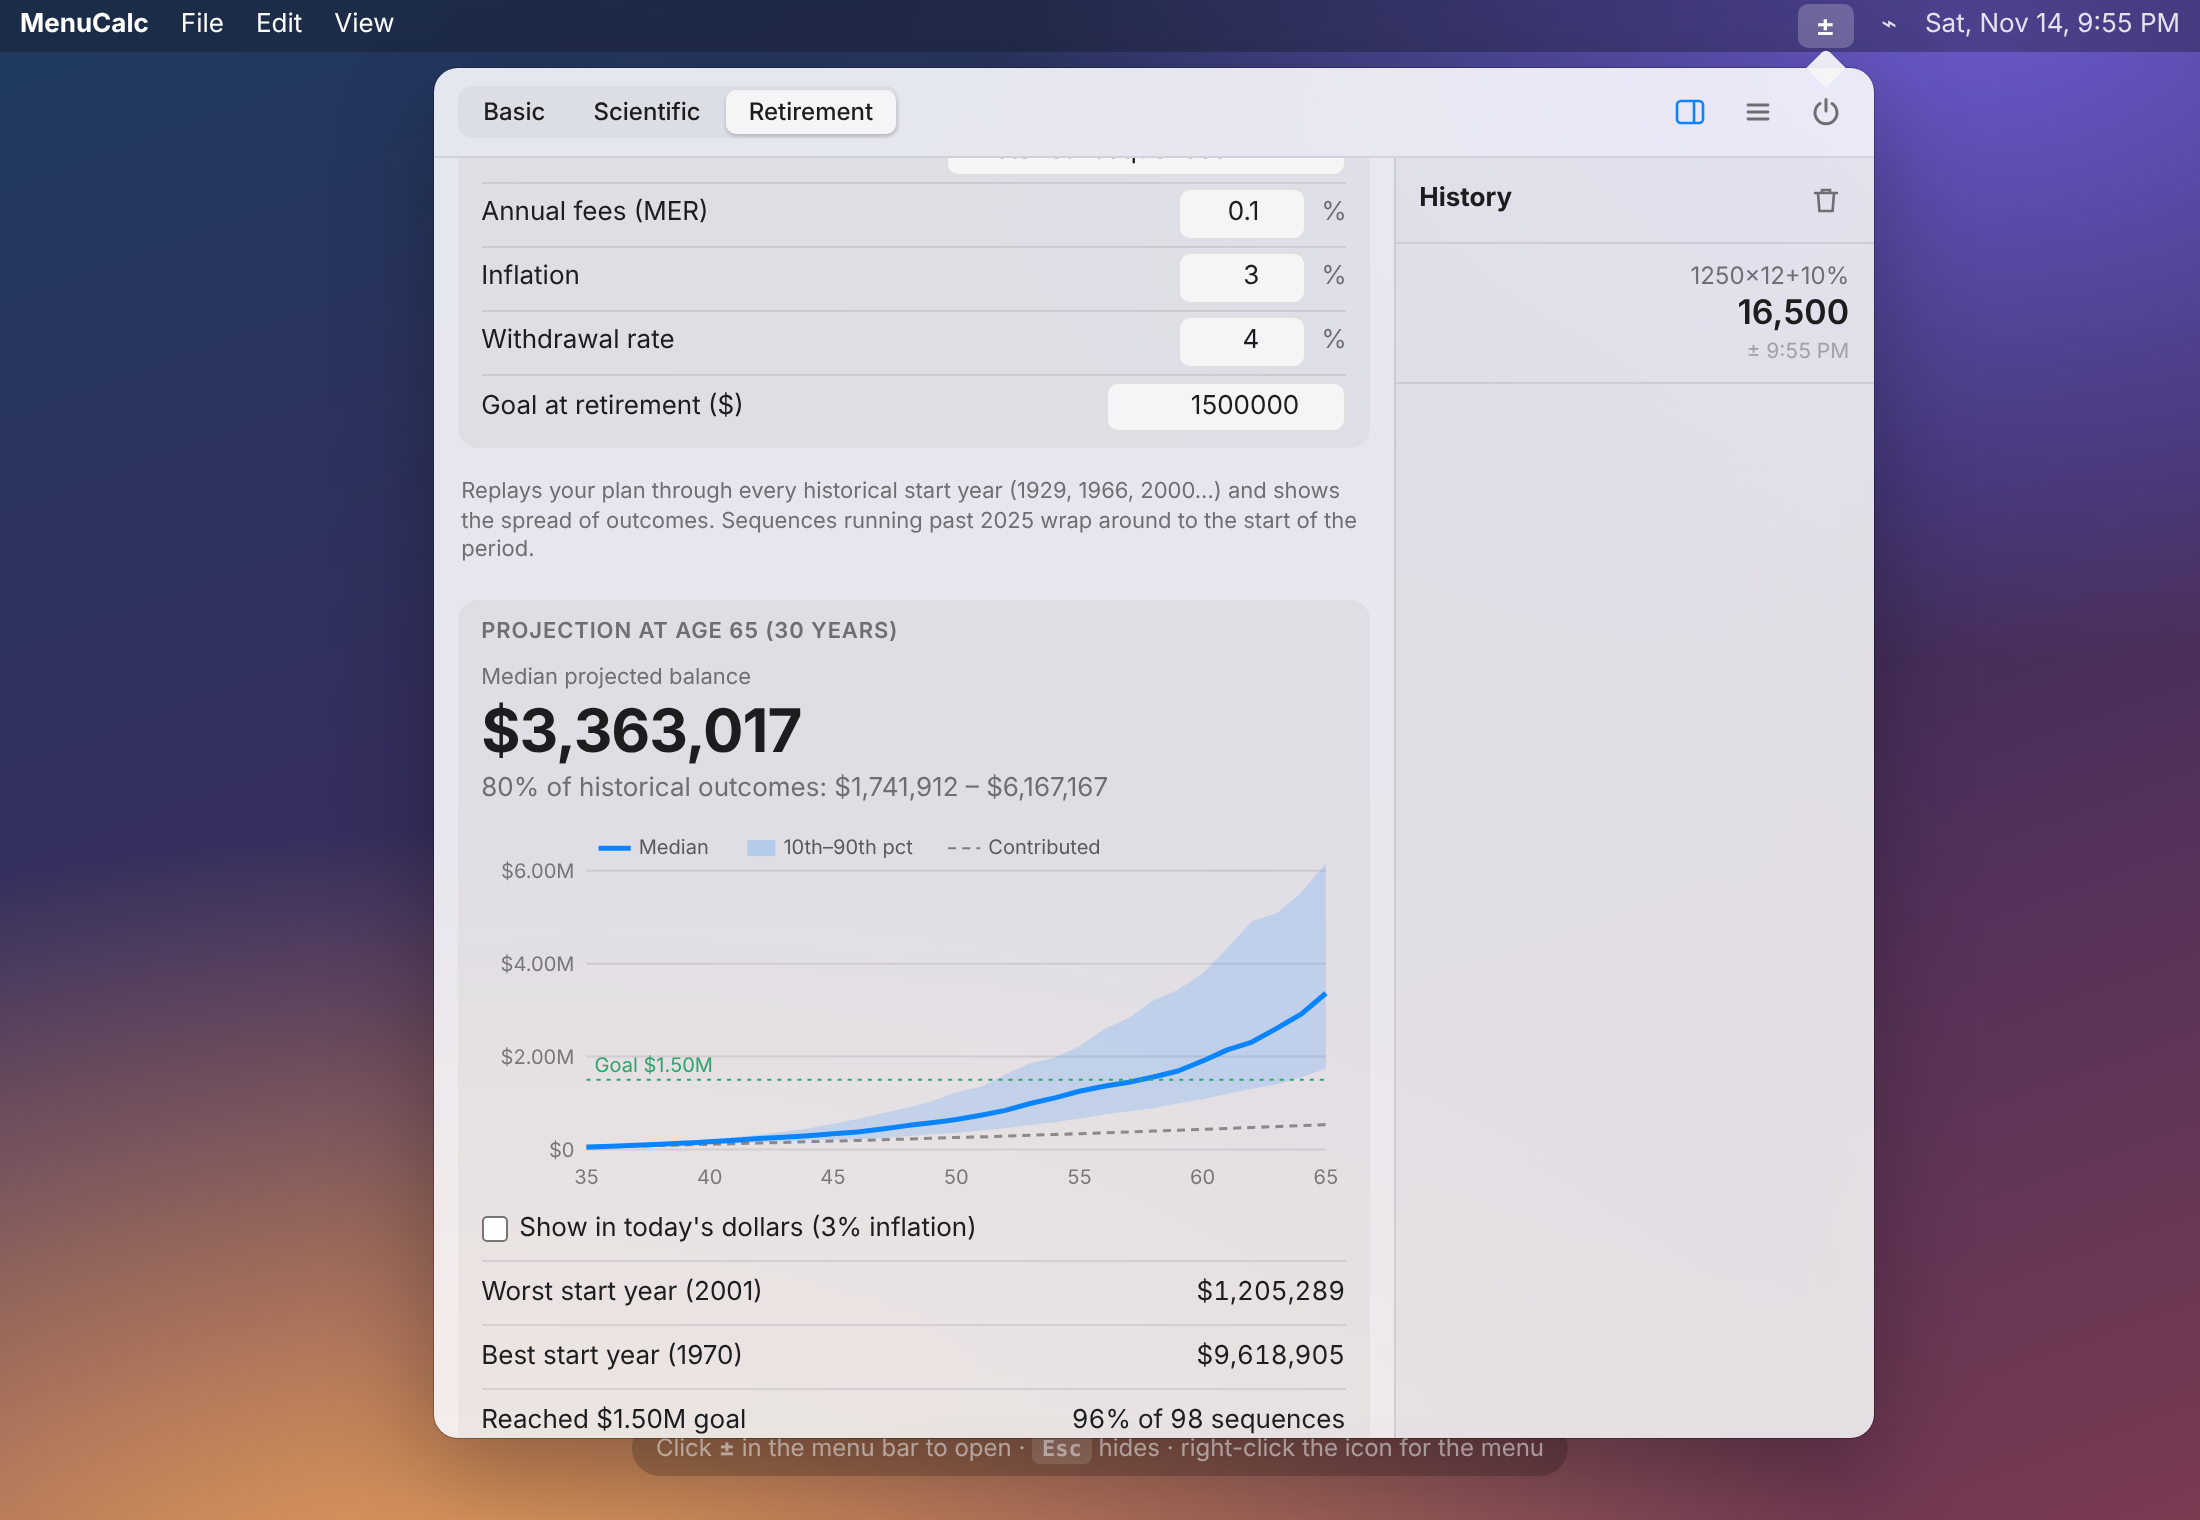 MenuCalc File Edit View ± Sat, Nov 14, 9:55 PM
Basic Scientific Retirement
Annual fees (MER) 0.1 %
Inflation 3 %
Withdrawal rate 4 %
Goal at retirement ($) 1500000
Replays your plan through every historical start year (1929, 1966, 2000…) and shows
the spread of outcomes. Sequences running past 2025 wrap around to the start of the
period.
PROJECTION AT AGE 65 (30 YEARS)
Median projected balance
$3,363,017
80% of historical outcomes: $1,741,912 – $6,167,167
Median 10th–90th pct Contributed
$6.00M
$4.00M
$2.00M
Goal $1.50M
$0
35 40 45 50 55 60 65
Show in today's dollars (3% inflation)
Worst start year (2001) $1,205,289
Best start year (1970) $9,618,905
Reached $1.50M goal 96% of 98 sequences
History
1250×12+10%
16,500
± 9:55 PM
Click ± in the menu bar to open · Esc hides · right-click the icon for the menu